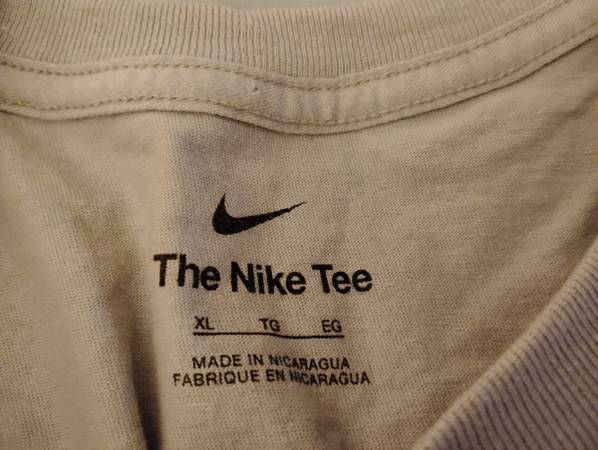 The Nike Tee
XL TG EG
MADE IN NICARAGUA
FABRIQUE EN NICARAGUA